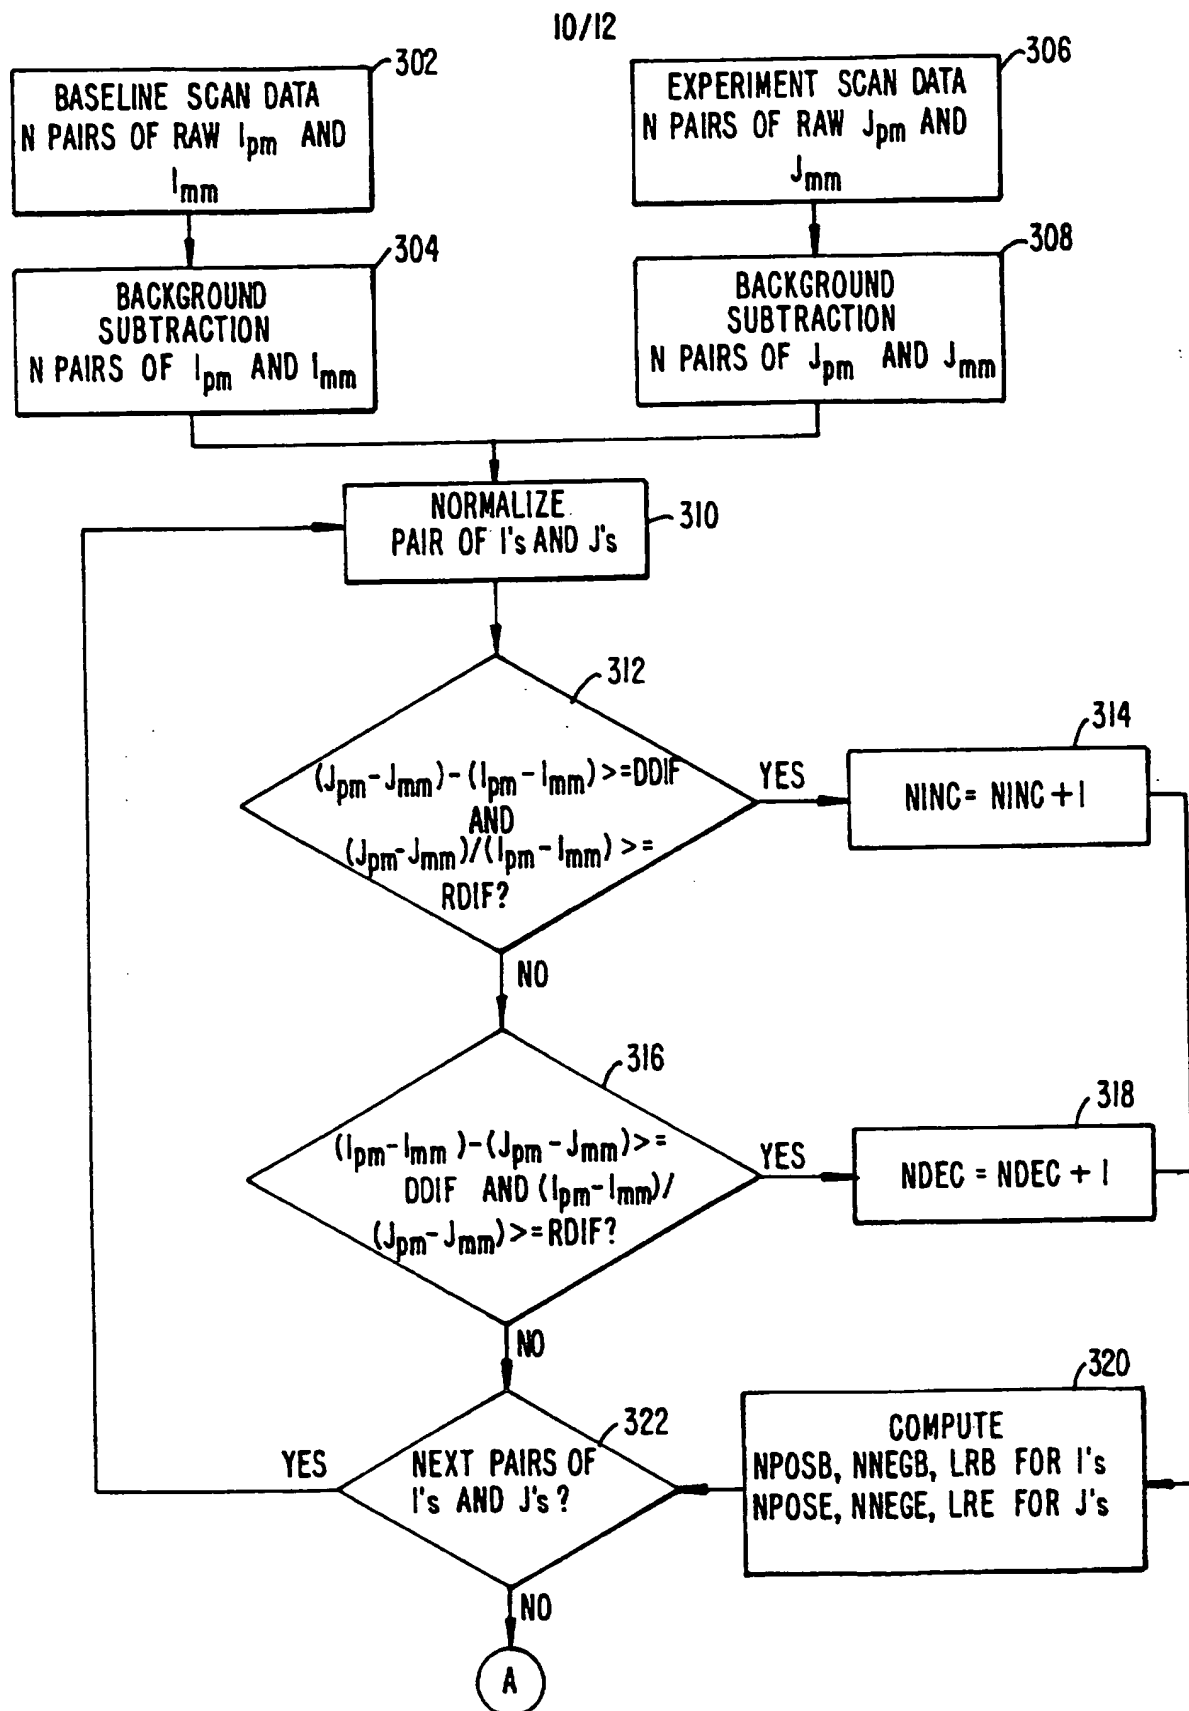 10/12
302
BASELINE SCAN DATA
N PAIRS OF RAW Ipm AND
Imm
306
EXPERIMENT SCAN DATA
N PAIRS OF RAW Jpm AND
Jmm
304
BACKGROUND
SUBTRACTION
N PAIRS OF Ipm AND Imm
308
BACKGROUND
SUBTRACTION
N PAIRS OF Jpm AND Jmm
NORMALIZE
PAIR OF I's AND J's
310
312
(Jpm-Jmm)-(Ipm-Imm)>=DDIF
AND
(Jpm-Jmm)/(Ipm-Imm)>=
RDIF?
YES
314
NINC= NINC+1
NO
316
(Ipm-Imm)-(Jpm-Jmm)>=
DDIF AND (Ipm-Imm)/
(Jpm-Jmm)>=RDIF?
YES
318
NDEC = NDEC + 1
NO
322
NEXT PAIRS OF
I's AND J's?
YES
320
COMPUTE
NPOSB, NNEGB, LRB FOR I's
NPOSE, NNEGE, LRE FOR J's
NO
A